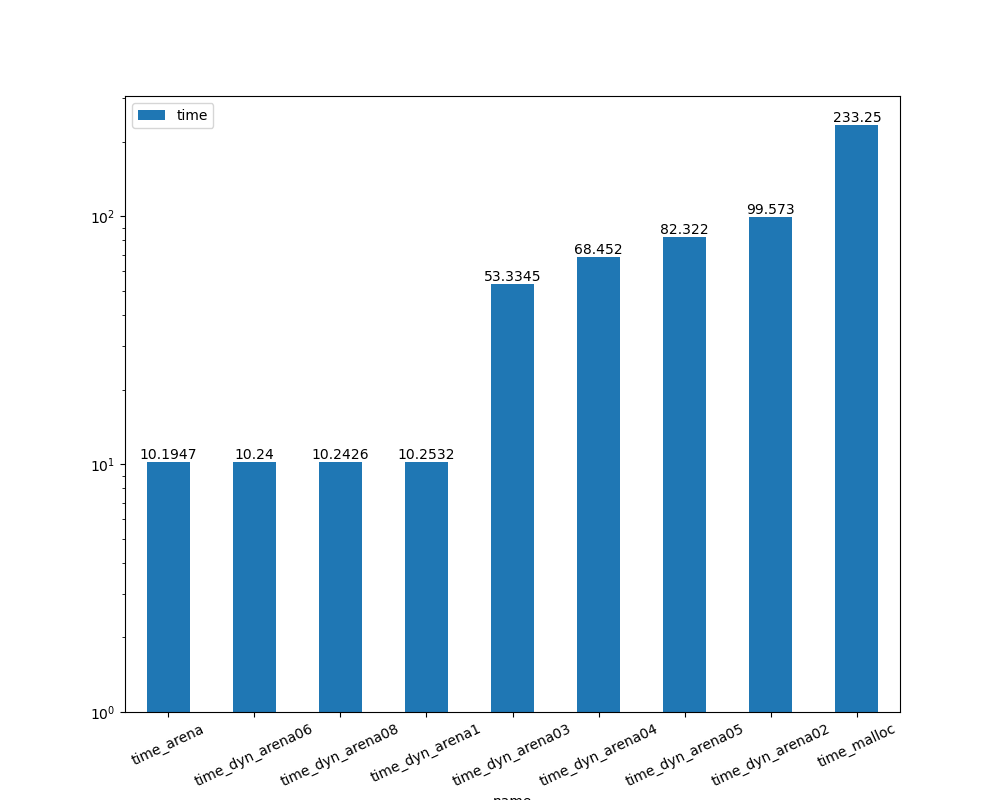 time
233.25
10²
99.573
82.322
68.452
53.3345
10¹
10.1947
10.24
10.2426
10.2532
10⁰
time_arena
time_dyn_arena06
time_dyn_arena08
time_dyn_arena1
time_dyn_arena03
time_dyn_arena04
time_dyn_arena05
time_dyn_arena02
time_malloc
name